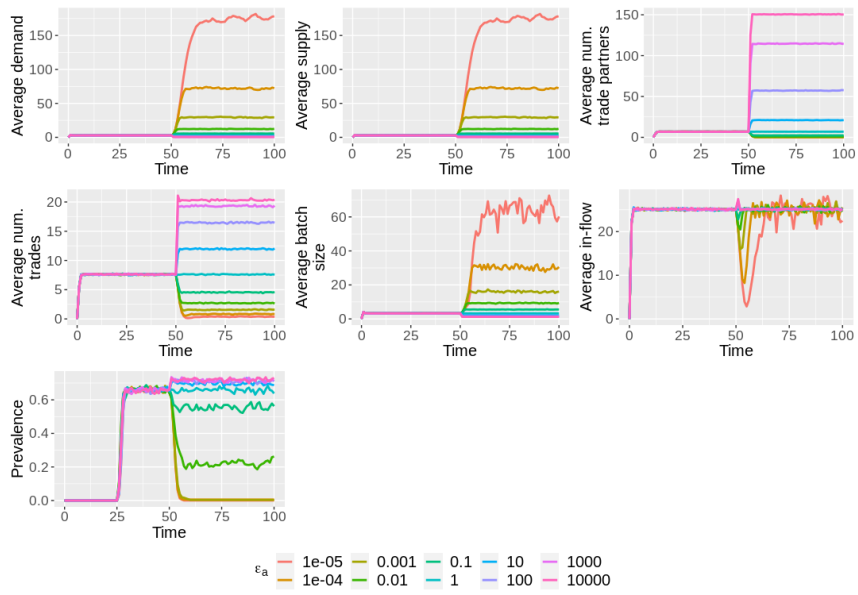 Average demand
150
100
50
0
0 25 50 75 100
Time
Average supply
150
100
50
0
0 25 50 75 100
Time
Average num.
trade partners
150
100
50
0
0 25 50 75 100
Time
Average num.
trades
20
15
10
5
0
0 25 50 75 100
Time
Average batch
size
60
40
20
0
0 25 50 75 100
Time
Average in-flow
20
10
0
0 25 50 75 100
Time
Prevalence
0.6
0.4
0.2
0.0
0 25 50 75 100
Time
εa
1e-05 0.001 0.1 10 1000
1e-04 0.01 1 100 10000